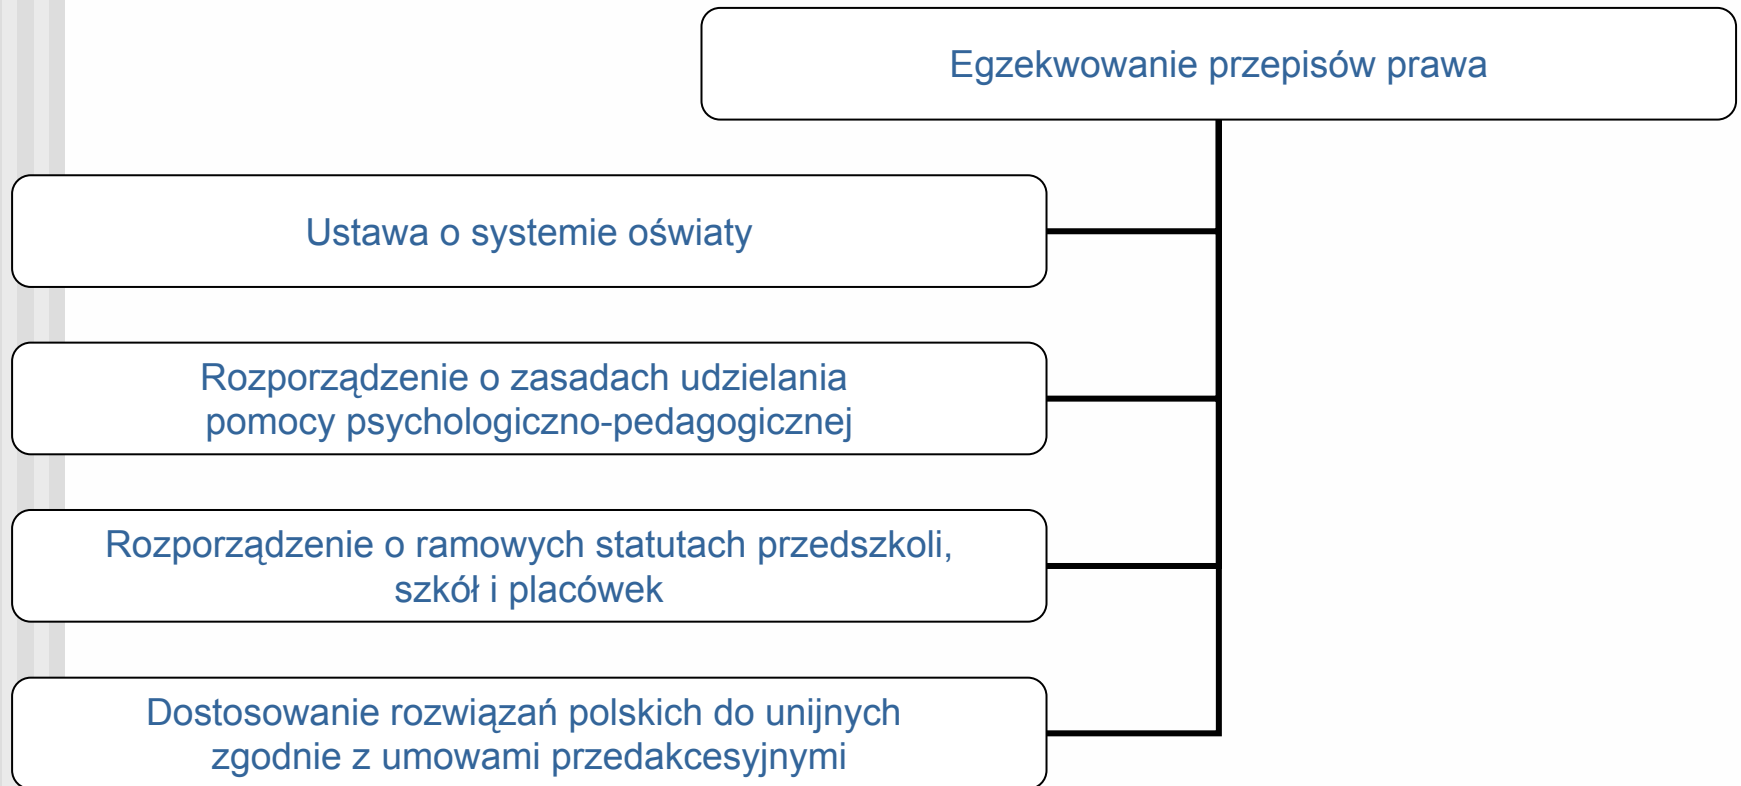 Egzekwowanie przepisów prawa
Ustawa o systemie oświaty
Rozporządzenie o zasadach udzielania
pomocy psychologiczno-pedagogicznej
Rozporządzenie o ramowych statutach przedszkoli,
szkół i placówek
Dostosowanie rozwiązań polskich do unijnych
zgodnie z umowami przedakcesyjnymi